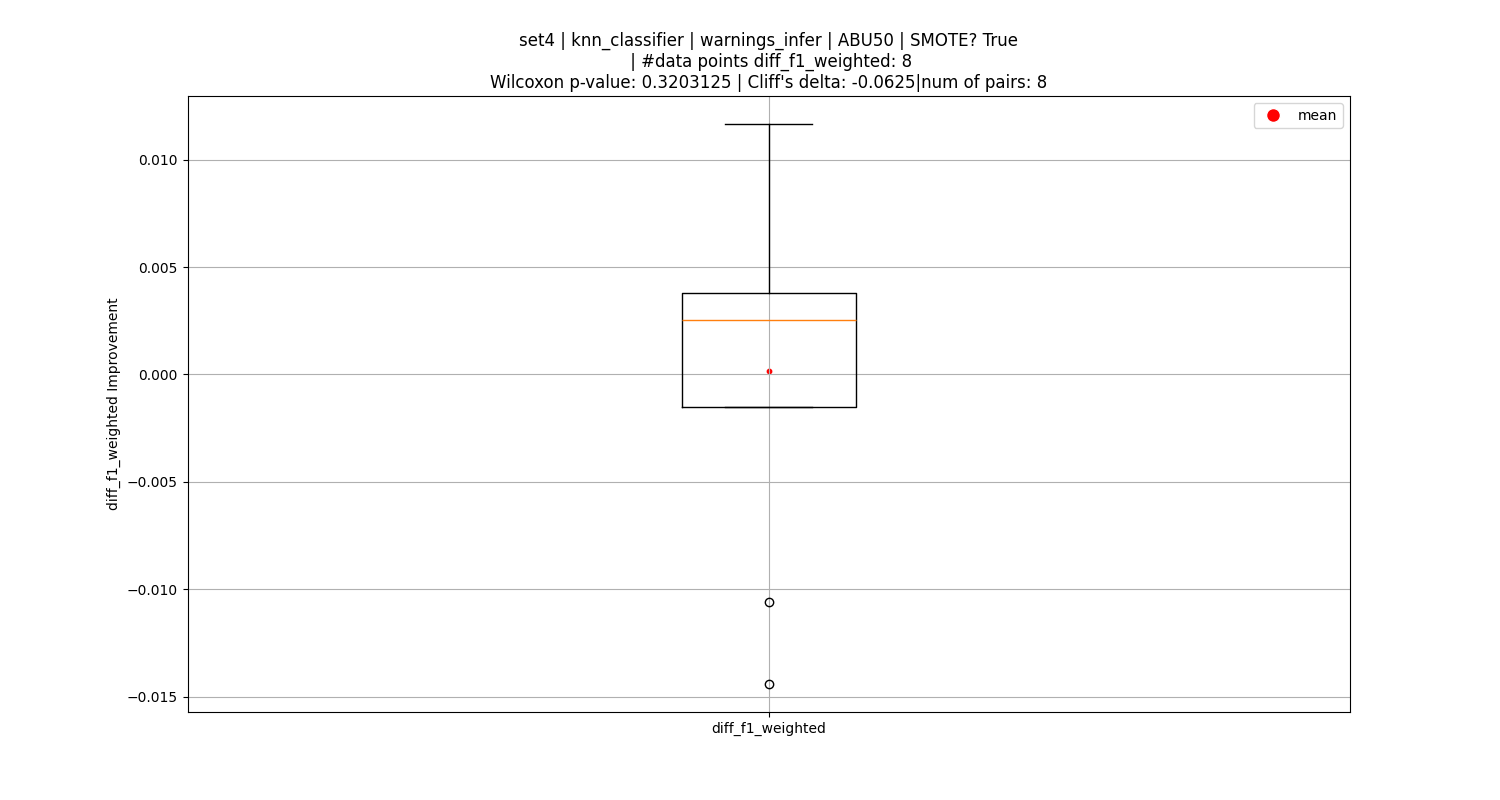 set4 | knn_classifier | warnings_infer | ABU50 | SMOTE? True
| #data points diff_f1_weighted: 8
Wilcoxon p-value: 0.3203125 | Cliff's delta: -0.0625|num of pairs: 8
mean
0.010
0.005
0.000
−0.005
−0.010
−0.015
diff_f1_weighted Improvement
diff_f1_weighted